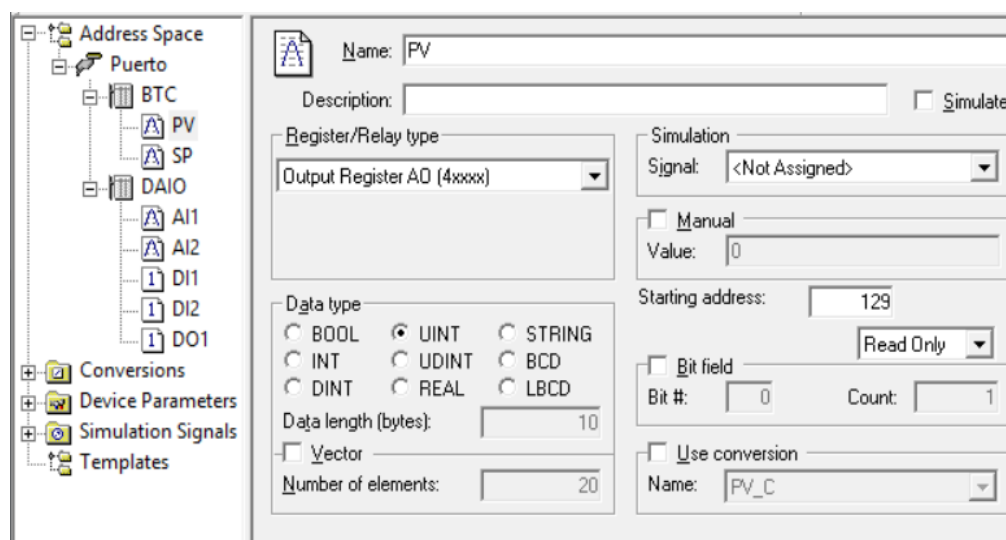 Address Space
Puerto
BTC
PV
SP
DAIO
AI1
AI2
DI1
DI2
DO1
Conversions
Device Parameters
Simulation Signals
Templates
Name: PV
Description:
Simulate
Register/Relay type
Output Register AO (4xxxx)
Simulation
Signal: <Not Assigned>
Manual
Value: 0
Starting address: 129
Read Only
Data type
BOOL UINT STRING
INT UDINT BCD
DINT REAL LBCD
Data length (bytes): 10
Vector
Number of elements: 20
Bit field
Bit #: 0 Count: 1
Use conversion
Name: PV_C